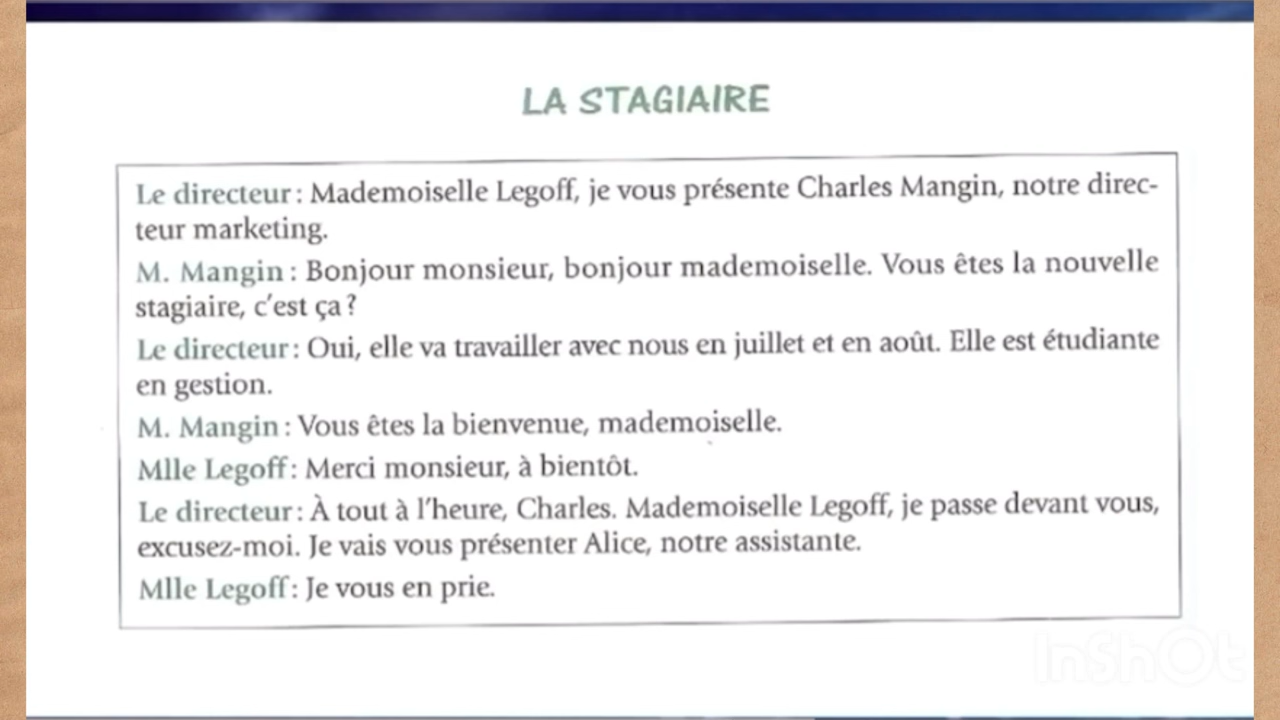 LA STAGIAIRE
Le directeur : Mademoiselle Legoff, je vous présente Charles Mangin, notre direc-
teur marketing.
M. Mangin : Bonjour monsieur, bonjour mademoiselle. Vous êtes la nouvelle
stagiaire, c'est ça ?
Le directeur : Oui, elle va travailler avec nous en juillet et en août. Elle est étudiante
en gestion.
M. Mangin : Vous êtes la bienvenue, mademoiselle.
Mlle Legoff : Merci monsieur, à bientôt.
Le directeur : À tout à l'heure, Charles. Mademoiselle Legoff, je passe devant vous,
excusez-moi. Je vais vous présenter Alice, notre assistante.
Mlle Legoff : Je vous en prie.
InShOt